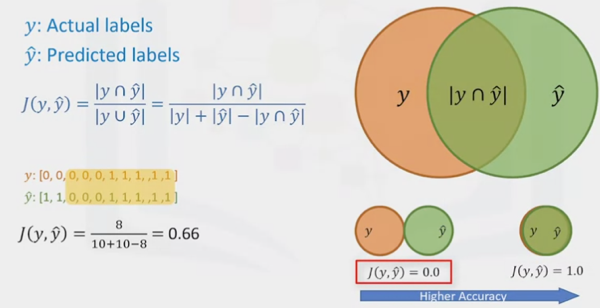 y: Actual labels
ŷ: Predicted labels
J(y,ŷ) = |y ∩ ŷ| / |y ∪ ŷ| = |y ∩ ŷ| / |y| + |ŷ| − |y ∩ ŷ|
y: [0, 0, 0, 0, 0, 1, 1, 1, ,1 ,1 ]
ŷ: [1, 1, 0, 0, 0, 1, 1, 1, ,1 ,1]
J(y,ŷ) = 8 / 10+10−8 = 0.66
y |y ∩ ŷ| ŷ
y ŷ
y ŷ
J(y,ŷ) = 0.0
J(y,ŷ) = 1.0
Higher Accuracy